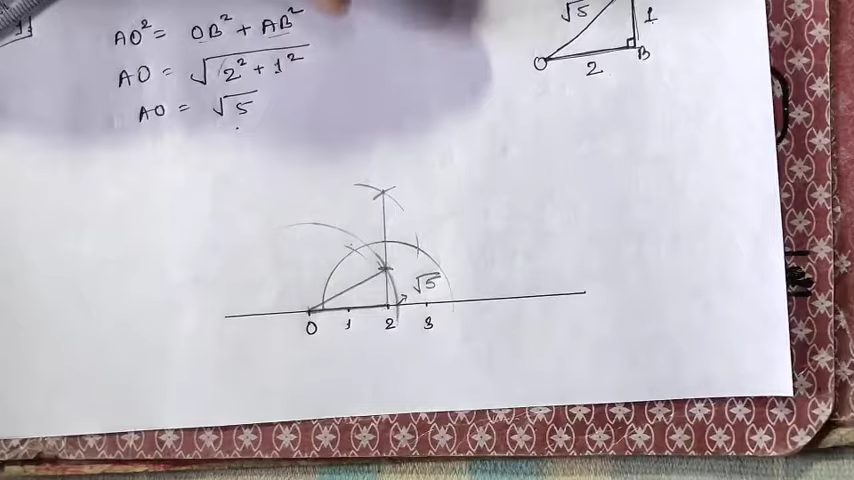 AO² = OB² + AB²
AO = √2² + 1²
AO = √5
√5
1
O
B
2
√5
0 1 2 3